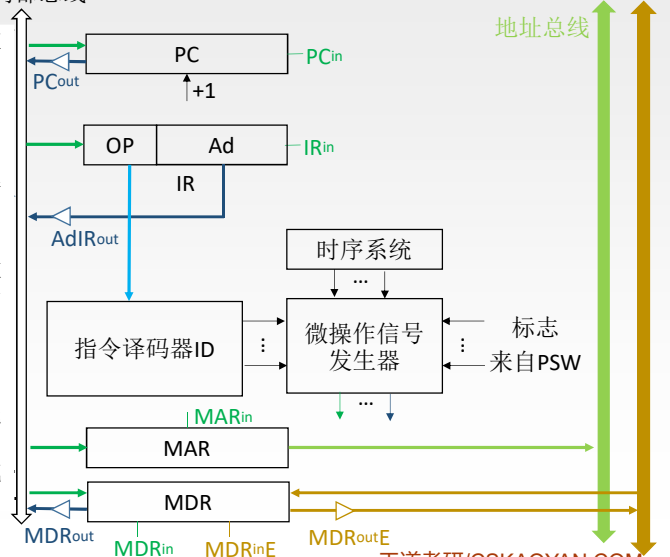 地址总线
PC
PCin
PCout
+1
OP
Ad
IRin
IR
AdIRout
时序系统
...
指令译码器ID
...
微操作信号
发生器
...
标志
来自PSW
...
MARin
MAR
MDR
MDRout
MDRin
MDRinE
MDRoutE